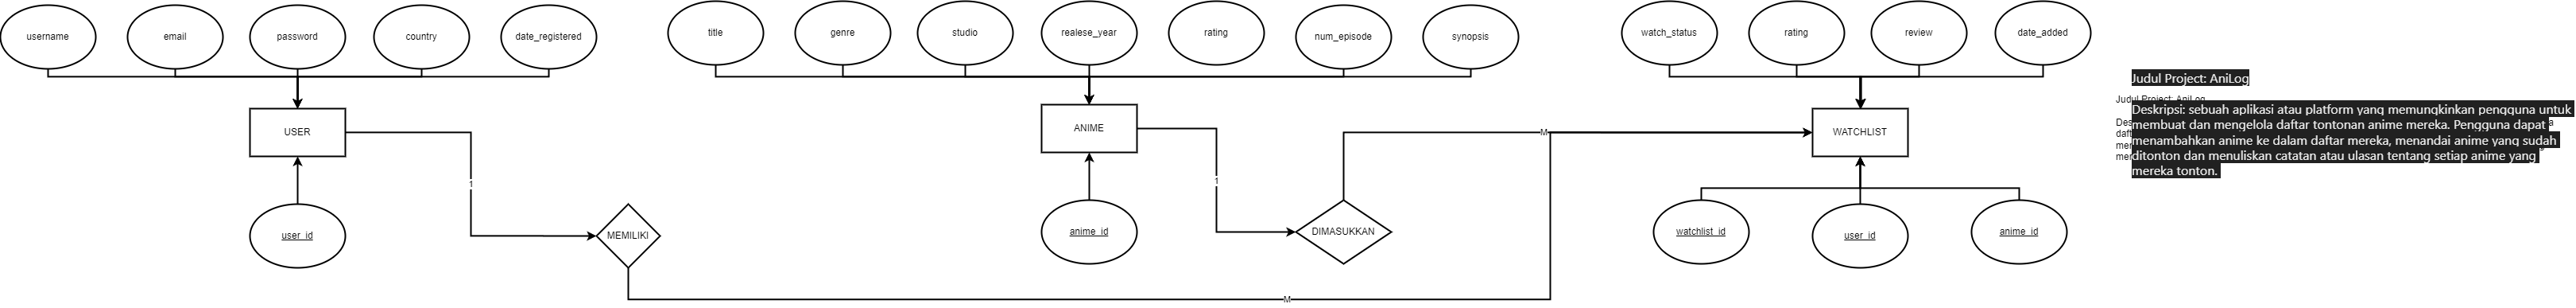 username
email
password
country
date_registered
title
genre
studio
realese_year
rating
num_episode
synopsis
watch_status
rating
review
date_added
Judul Project: AniLog
Judul Project: AniLog
Deskripsi: sebuah aplikasi atau platform yang memungkinkan pengguna untuk
membuat dan mengelola daftar tontonan anime mereka. Pengguna dapat
menambahkan anime ke dalam daftar mereka, menandai anime yang sudah
ditonton dan menuliskan catatan atau ulasan tentang setiap anime yang
mereka tonton.
USER
ANIME
WATCHLIST
M
1
1
user_id
MEMILIKI
anime_id
DIMASUKKAN
watchlist_id
user_id
anime_id
M